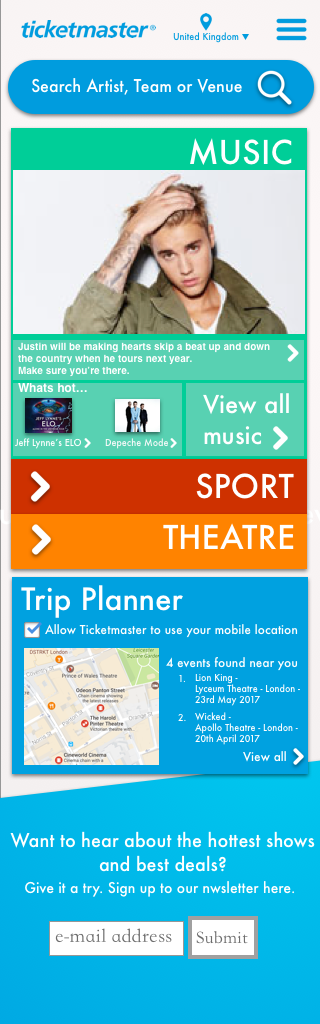 ticketmaster®
United Kingdom
Search Artist, Team or Venue
MUSIC
Justin will be making hearts skip a beat up and down
the country when he tours next year.
Make sure you're there.
Whats hot...
JEFF LYNNE'S
ELO
Jeff Lynne's ELO
Depeche Mode
View all
music
SPORT
THEATRE
Trip Planner
Allow Ticketmaster to use your mobile location
DSTRKT London
Leicester
Square Garden
Prince of Wales Theatre
Odeon Panton Street
Chain cinema showing
the latest movies
The Harold
Pinter Theatre
Victorian theatre with...
Cineworld Cinema
Cinema chain with a
4 events found near you
1. Lion King -
Lyceum Theatre - London -
23rd May 2017
2. Wicked -
Apollo Theatre - London -
20th April 2017
View all
Want to hear about the hottest shows
and best deals?
Give it a try. Sign up to our nwsletter here.
e-mail address
Submit